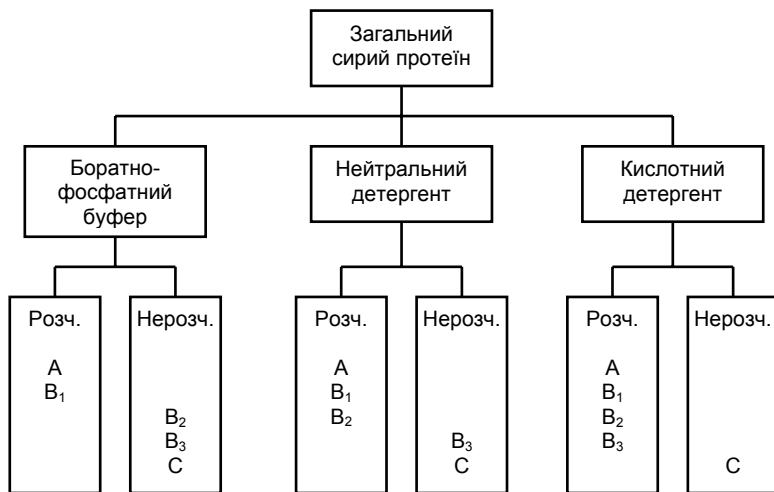 Загальний
сирий протеїн
Боратно-
фосфатний
буфер
Нейтральний
детергент
Кислотний
детергент
Розч.
A
B₁
Нерозч.
B₂
B₃
C
Розч.
A
B₁
B₂
Нерозч.
B₃
C
Розч.
A
B₁
B₂
B₃
Нерозч.
C